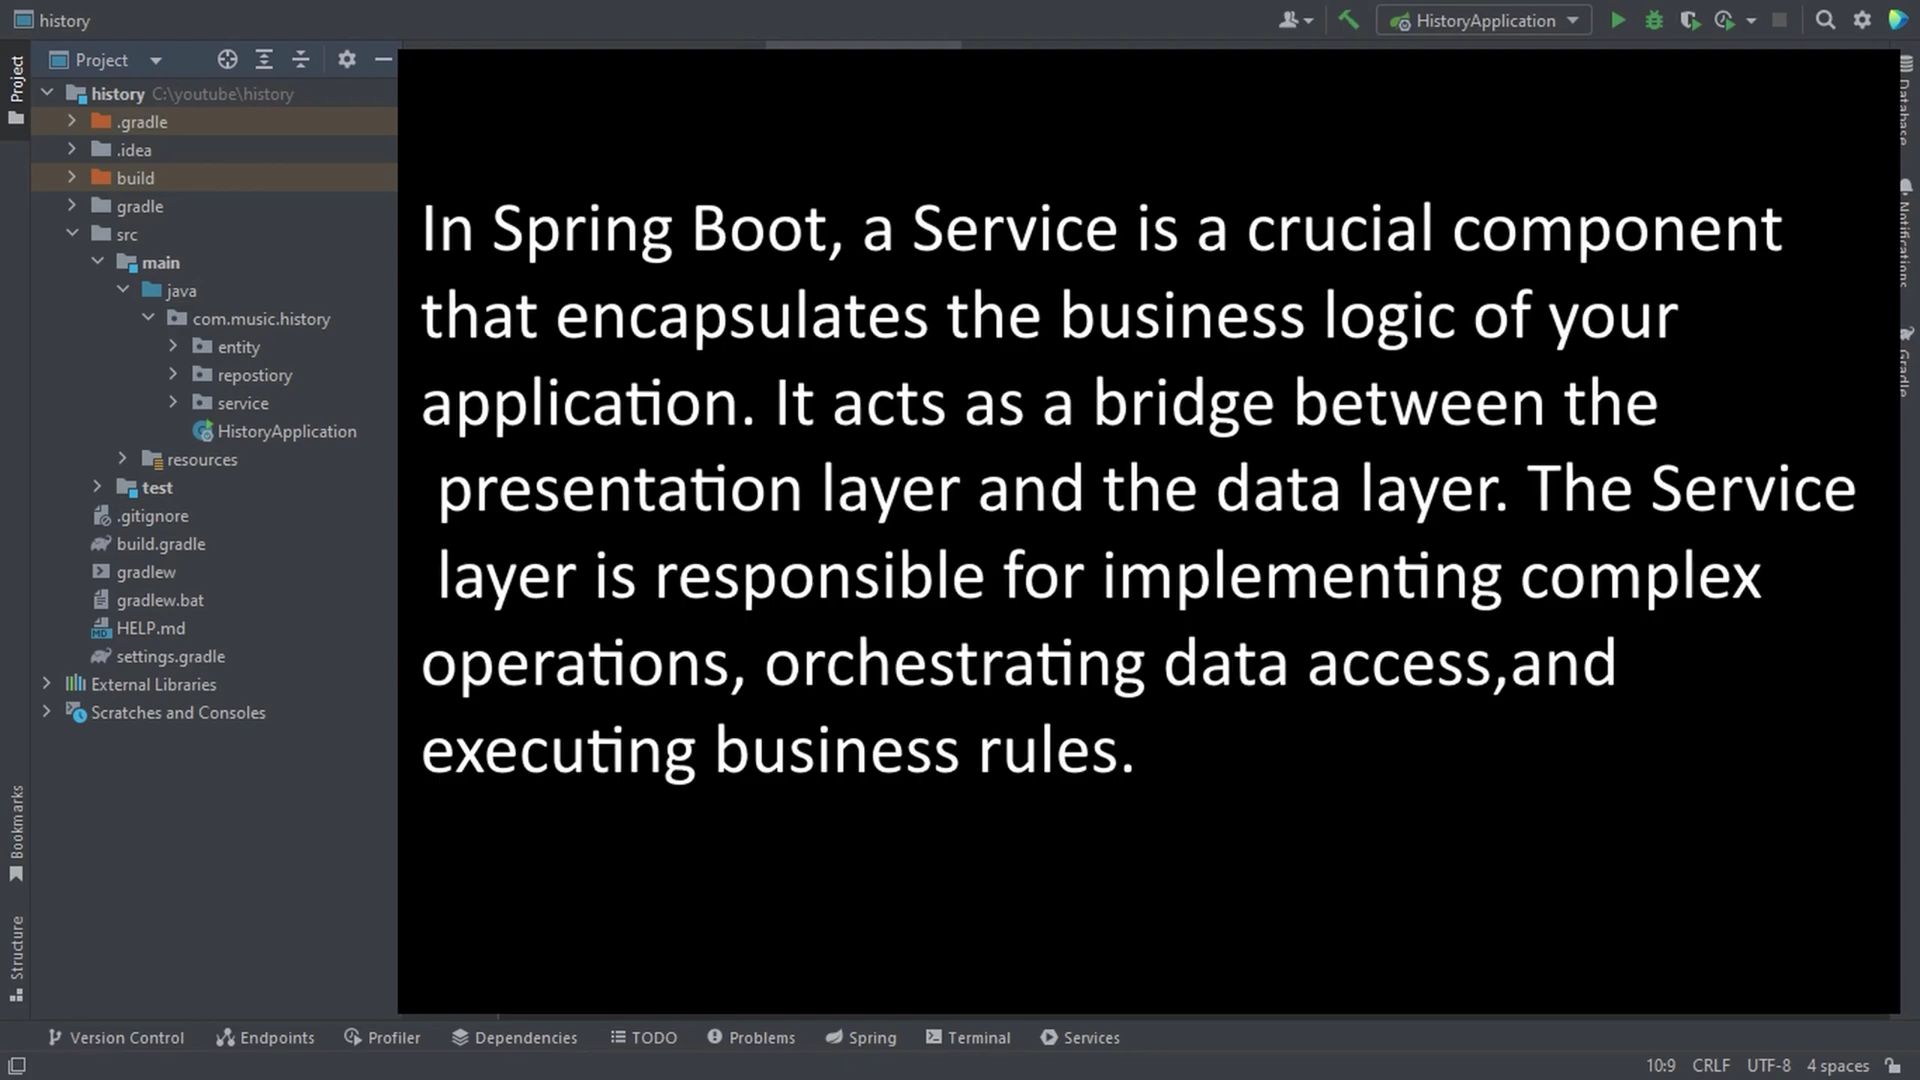 history
HistoryApplication
Project
Project
history C:\youtube\history
.gradle
.idea
build
gradle
src
main
java
com.music.history
entity
repostiory
service
HistoryApplication
resources
test
.gitignore
build.gradle
gradlew
gradlew.bat
HELP.md
settings.gradle
External Libraries
Scratches and Consoles
In Spring Boot, a Service is a crucial component
that encapsulates the business logic of your
application. It acts as a bridge between the
presentation layer and the data layer. The Service
layer is responsible for implementing complex
operations, orchestrating data access,and
executing business rules.
Database
Notifications
Gradle
Bookmarks
Structure
Version Control
Endpoints
Profiler
Dependencies
TODO
Problems
Spring
Terminal
Services
10:9 CRLF UTF-8 4 spaces